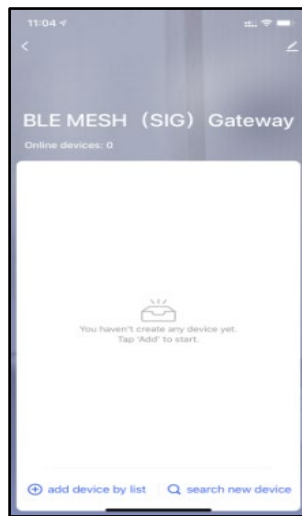 11:04
BLE MESH（SIG）Gateway
Online devices: 0
You haven't create any device yet.
Tap 'Add' to start.
add device by list
search new device